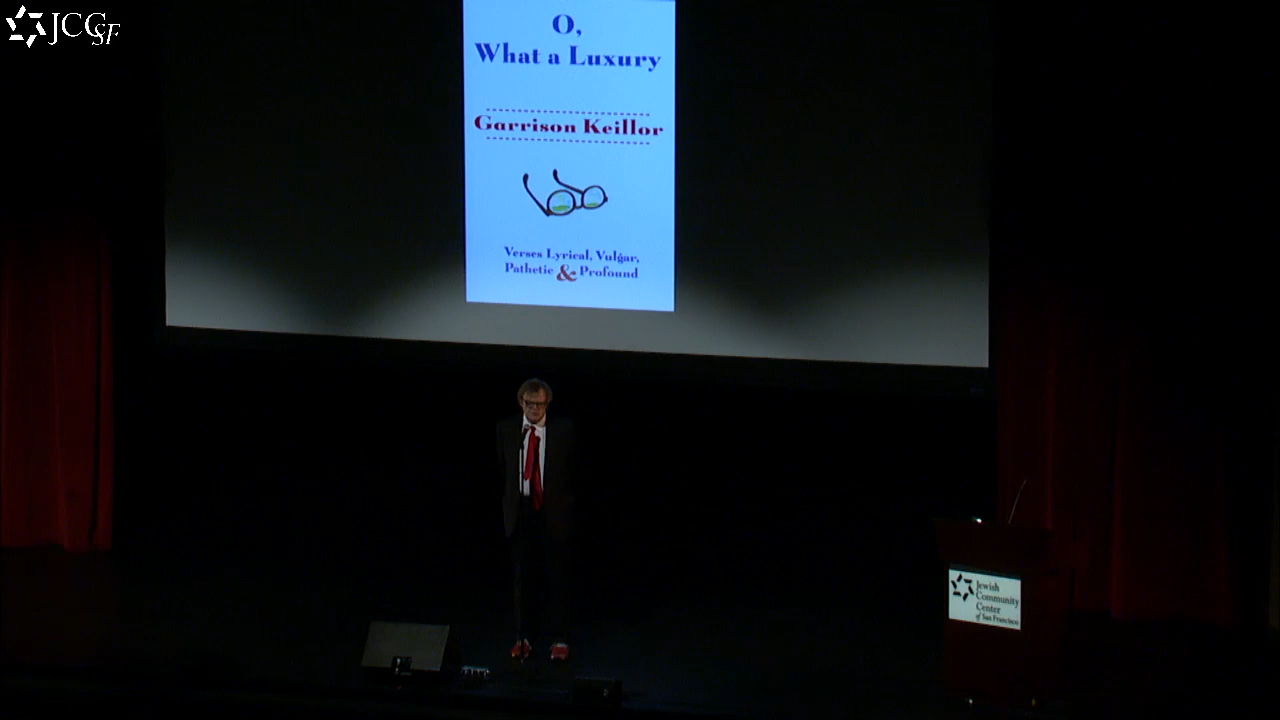 JCCSF
O,
What a Luxury
Garrison Keillor
Verses Lyrical, Vulgar,
Pathetic & Profound
Jewish
Community
Center
of San Francisco